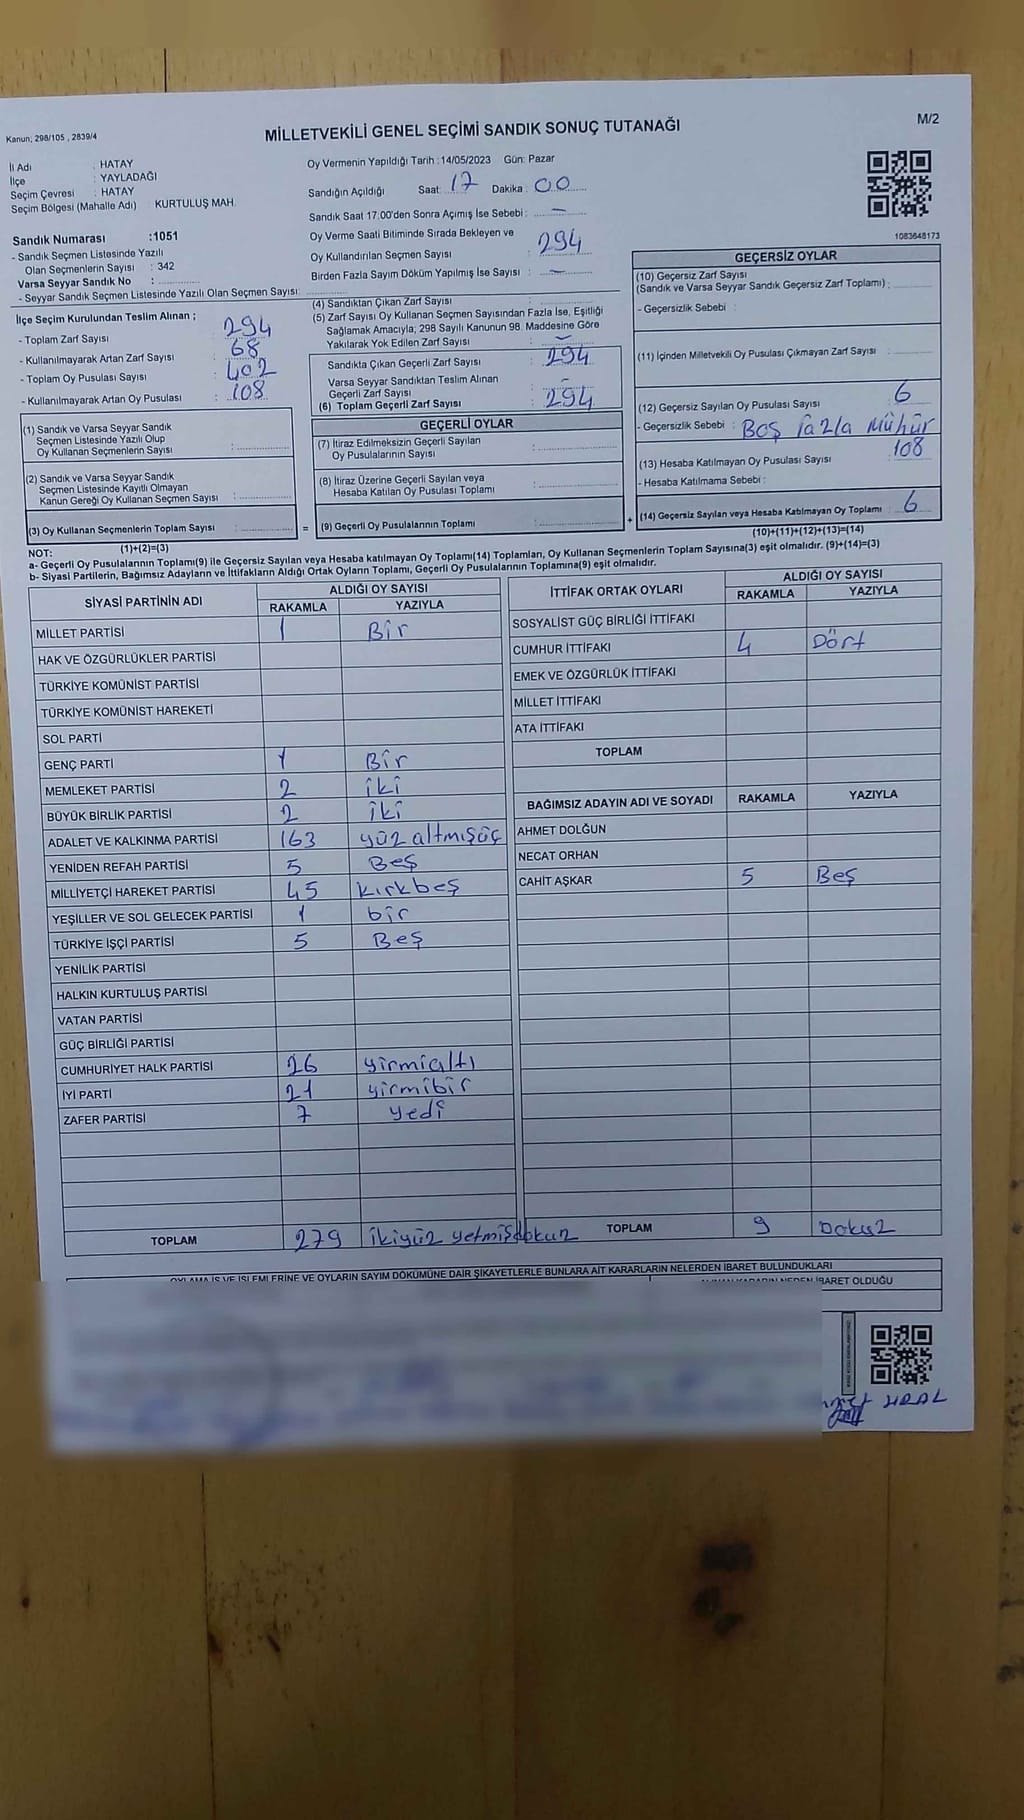 Kanun; 298/105 , 2839/4
MİLLETVEKİLİ GENEL SEÇİMİ SANDIK SONUÇ TUTANAĞI
M/2
İl Adı : HATAY
İlçe : YAYLADAĞI
Seçim Çevresi : HATAY
Seçim Bölgesi (Mahalle Adı) KURTULUŞ MAH.
Sandık Numarası :1051
- Sandık Seçmen Listesinde Yazılı
Olan Seçmenlerin Sayısı : 342
Varsa Seyyar Sandık No :
- Seyyar Sandık Seçmen Listesinde Yazılı Olan Seçmen Sayısı:
Oy Vermenin Yapıldığı Tarih :14/05/2023 Gün: Pazar
Sandığın Açıldığı Saat: 17 Dakika : 00
Sandık Saat 17:00'den Sonra Açımış İse Sebebi : —
Oy Verme Saati Bitiminde Sırada Bekleyen ve
Oy Kullandırılan Seçmen Sayısı : 294
Birden Fazla Sayım Döküm Yapılmış İse Sayısı : —
1083648173
İlçe Seçim Kurulundan Teslim Alınan ;
- Toplam Zarf Sayısı : 294
- Kullanılmayarak Artan Zarf Sayısı : 68
- Toplam Oy Pusulası Sayısı : 402
- Kullanılmayarak Artan Oy Pusulası : 108
(4) Sandıktan Çıkan Zarf Sayısı :
(5) Zarf Sayısı Oy Kullanan Seçmen Sayısından Fazla İse, Eşitliği
Sağlamak Amacıyla; 298 Sayılı Kanunun 98. Maddesine Göre
Yakılarak Yok Edilen Zarf Sayısı : –
Sandıkta Çıkan Geçerli Zarf Sayısı : 294
Varsa Seyyar Sandıktan Teslim Alınan
Geçerli Zarf Sayısı : –
(6) Toplam Geçerli Zarf Sayısı : 294
GEÇERSİZ OYLAR
(10) Geçersiz Zarf Sayısı
(Sandık ve Varsa Seyyar Sandık Geçersiz Zarf Toplamı) :
- Geçersizlik Sebebi :
(11) İçinden Milletvekili Oy Pusulası Çıkmayan Zarf Sayısı :
(12) Geçersiz Sayılan Oy Pusulası Sayısı : 6
- Geçersizlik Sebebi : Boş fazla mühür
(13) Hesaba Katılmayan Oy Pusulası Sayısı : 108
- Hesaba Katılmama Sebebi :
(14) Geçersiz Sayılan veya Hesaba Katılmayan Oy Toplamı : 6
(10)+(11)+(12)+(13)=(14)
(1) Sandık ve Varsa Seyyar Sandık
Seçmen Listesinde Yazılı Olup
Oy Kullanan Seçmenlerin Sayısı :
(2) Sandık ve Varsa Seyyar Sandık
Seçmen Listesinde Kayıtlı Olmayan
Kanun Gereği Oy Kullanan Seçmen Sayısı :
(3) Oy Kullanan Seçmenlerin Toplam Sayısı : =
(1)+(2)=(3)
GEÇERLİ OYLAR
(7) İtiraz Edilmeksizin Geçerli Sayılan
Oy Pusulalarının Sayısı :
(8) İtiraz Üzerine Geçerli Sayılan veya
Hesaba Katılan Oy Pusulası Toplamı :
(9) Geçerli Oy Pusulalarının Toplamı : +
NOT:
a- Geçerli Oy Pusulalarının Toplamı(9) ile Geçersiz Sayılan veya Hesaba katılmayan Oy Toplamı(14) Toplamları, Oy Kullanan Seçmenlerin Toplam Sayısına(3) eşit olmalıdır. (9)+(14)=(3)
b- Siyasi Partilerin, Bağımsız Adayların ve İttifakların Aldığı Ortak Oyların Toplamı, Geçerli Oy Pusulalarının Toplamına(9) eşit olmalıdır.
SİYASİ PARTİNİN ADI ALDIĞI OY SAYISI
RAKAMLA YAZIYLA
MİLLET PARTİSİ 1 Bir
HAK VE ÖZGÜRLÜKLER PARTİSİ
TÜRKİYE KOMÜNİST PARTİSİ
TÜRKİYE KOMÜNİST HAREKETİ
SOL PARTİ
GENÇ PARTİ 1 Bir
MEMLEKET PARTİSİ 2 iki
BÜYÜK BİRLİK PARTİSİ 2 iki
ADALET VE KALKINMA PARTİSİ 163 yüz altmışüç
YENİDEN REFAH PARTİSİ 5 Beş
MİLLİYETÇİ HAREKET PARTİSİ 45 kırkbeş
YEŞİLLER VE SOL GELECEK PARTİSİ 1 bir
TÜRKİYE İŞÇİ PARTİSİ 5 Beş
YENİLİK PARTİSİ
HALKIN KURTULUŞ PARTİSİ
VATAN PARTİSİ
GÜÇ BİRLİĞİ PARTİSİ
CUMHURİYET HALK PARTİSİ 26 yirmialtı
İYİ PARTİ 21 yirmibir
ZAFER PARTİSİ 7 yedi
TOPLAM 279 ikiyüz yetmişdokuz
İTTİFAK ORTAK OYLARI ALDIĞI OY SAYISI
RAKAMLA YAZIYLA
SOSYALİST GÜÇ BİRLİĞİ İTTİFAKI
CUMHUR İTTİFAKI 4 Dört
EMEK VE ÖZGÜRLÜK İTTİFAKI
MİLLET İTTİFAKI
ATA İTTİFAKI
TOPLAM
BAĞIMSIZ ADAYIN ADI VE SOYADI RAKAMLA YAZIYLA
AHMET DOLĞUN
NECAT ORHAN
CAHİT AŞKAR 5 Beş
TOPLAM 9 Dokuz
OYLAMA İŞ VE İŞLEMLERİNE VE OYLARIN SAYIM DÖKÜMÜNE DAİR ŞİKAYETLERLE BUNLARA AİT KARARLARIN NELERDEN İBARET BULUNDUKLARI
İBARET OLDUĞU